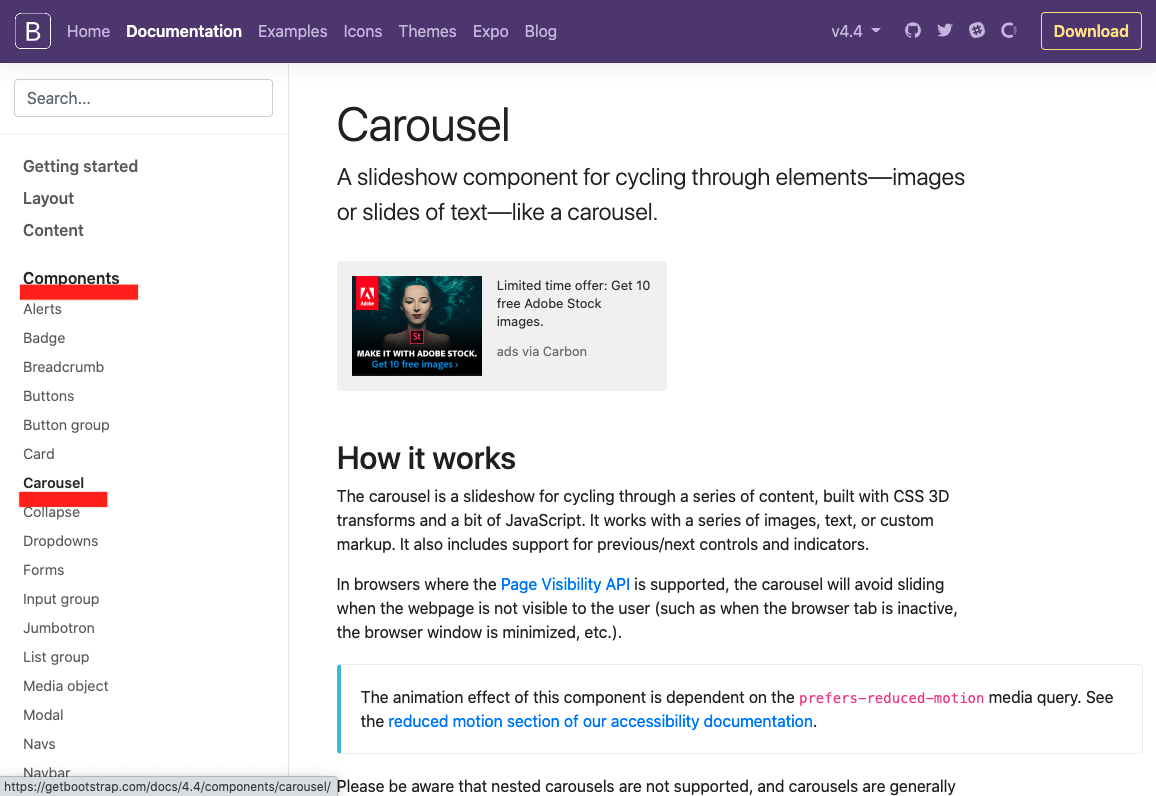 B Home Documentation Examples Icons Themes Expo Blog v4.4 Download
Search...
Getting started
Layout
Content
Components
Alerts
Badge
Breadcrumb
Buttons
Button group
Card
Carousel
Collapse
Dropdowns
Forms
Input group
Jumbotron
List group
Media object
Modal
Navs
Navbar
https://getbootstrap.com/docs/4.4/components/carousel/
Carousel
A slideshow component for cycling through elements—images
or slides of text—like a carousel.
Adobe
St
MAKE IT WITH ADOBE STOCK.
Get 10 free images ›
Limited time offer: Get 10
free Adobe Stock
images.
ads via Carbon
How it works
The carousel is a slideshow for cycling through a series of content, built with CSS 3D
transforms and a bit of JavaScript. It works with a series of images, text, or custom
markup. It also includes support for previous/next controls and indicators.
In browsers where the Page Visibility API is supported, the carousel will avoid sliding
when the webpage is not visible to the user (such as when the browser tab is inactive,
the browser window is minimized, etc.).
The animation effect of this component is dependent on the prefers-reduced-motion media query. See
the reduced motion section of our accessibility documentation.
Please be aware that nested carousels are not supported, and carousels are generally